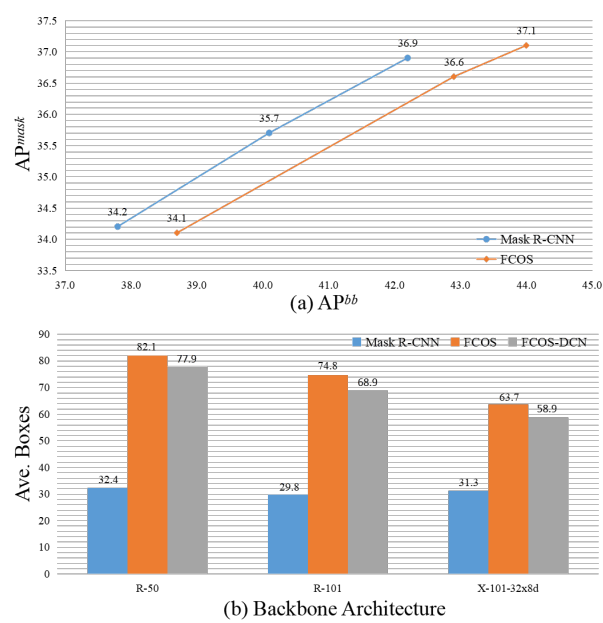 37.5
37.0
36.5
36.0
35.5
35.0
34.5
34.0
33.5
APmask
34.2
35.7
36.9
34.1
36.6
37.1
Mask R-CNN
FCOS
37.0 38.0 39.0 40.0 41.0 42.0 43.0 44.0 45.0
(a) APbb
90
80
70
60
50
40
30
20
10
0
Ave. Boxes
Mask R-CNN FCOS FCOS-DCN
32.4 82.1 77.9
29.8 74.8 68.9
31.3 63.7 58.9
R-50 R-101 X-101-32x8d
(b) Backbone Architecture